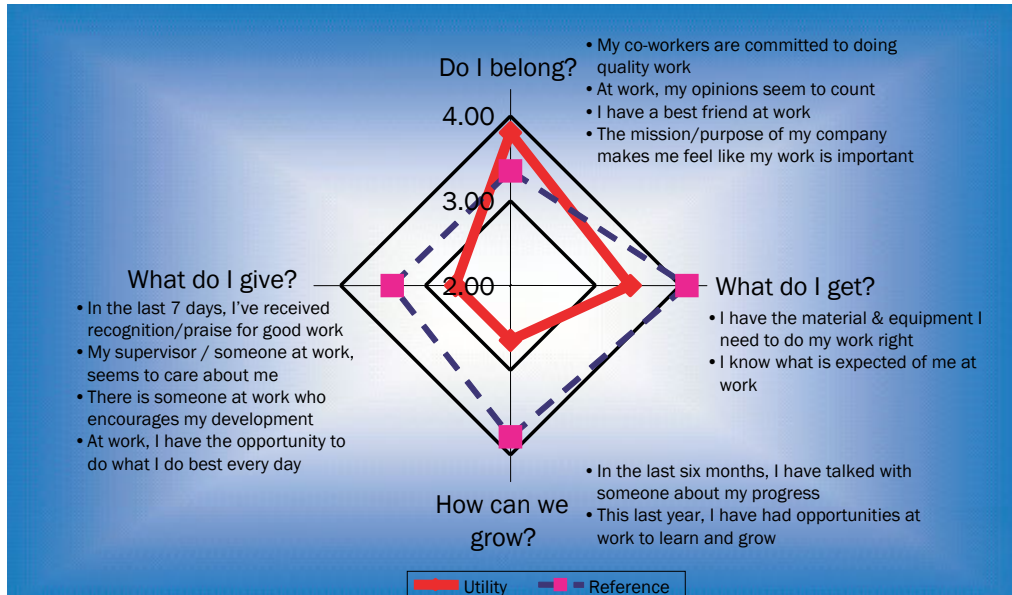 Do I belong?
• My co-workers are committed to doing
quality work
• At work, my opinions seem to count
• I have a best friend at work
• The mission/purpose of my company
makes me feel like my work is important
4.00
3.00
2.00
What do I give?
• In the last 7 days, I've received
recognition/praise for good work
• My supervisor / someone at work,
seems to care about me
• There is someone at work who
encourages my development
• At work, I have the opportunity to
do what I do best every day
What do I get?
• I have the material & equipment I
need to do my work right
• I know what is expected of me at
work
How can we
grow?
• In the last six months, I have talked with
someone about my progress
• This last year, I have had opportunities at
work to learn and grow
Utility
Reference